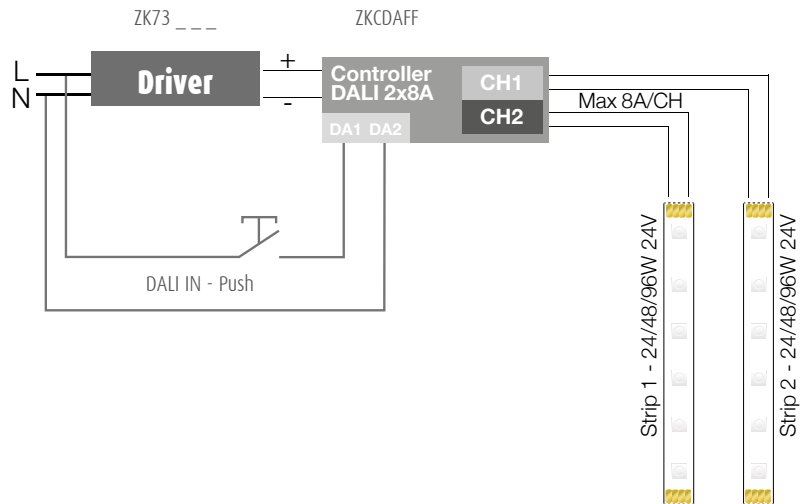 ZK73 _ _ _
ZKCDAFF
L
N
Driver
+
-
Controller
DALI 2x8A
CH1
CH2
DA1 DA2
Max 8A/CH
DALI IN - Push
Strip 1 - 24/48/96W 24V
Strip 2 - 24/48/96W 24V